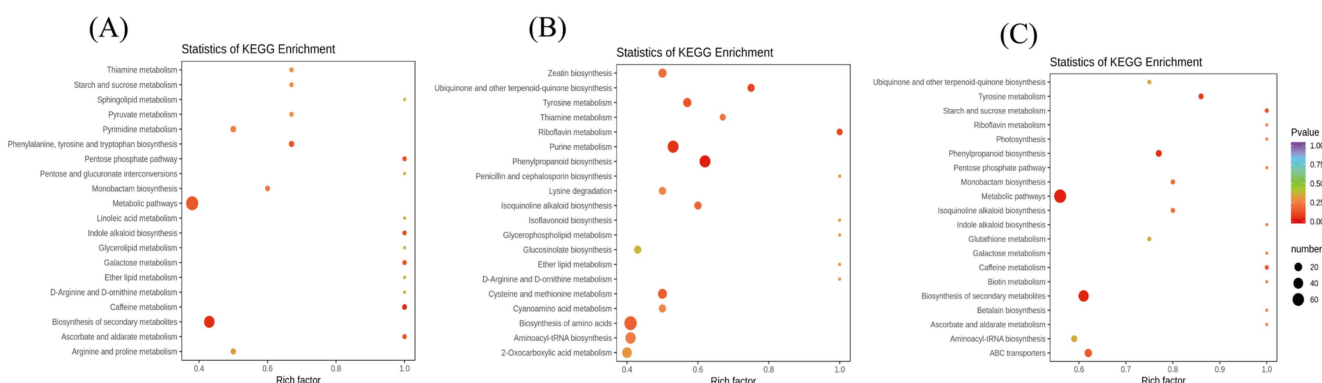 (A)
Statistics of KEGG Enrichment
Thiamine metabolism
Starch and sucrose metabolism
Sphingolipid metabolism
Pyruvate metabolism
Pyrimidine metabolism
Phenylalanine, tyrosine and tryptophan biosynthesis
Pentose phosphate pathway
Pentose and glucuronate interconversions
Monobactam biosynthesis
Metabolic pathways
Linoleic acid metabolism
Indole alkaloid biosynthesis
Glycerolipid metabolism
Galactose metabolism
Ether lipid metabolism
D-Arginine and D-ornithine metabolism
Caffeine metabolism
Biosynthesis of secondary metabolites
Ascorbate and aldarate metabolism
Arginine and proline metabolism
0.4 0.6 0.8 1.0
Rich factor
(B)
Statistics of KEGG Enrichment
Zeatin biosynthesis
Ubiquinone and other terpenoid-quinone biosynthesis
Tyrosine metabolism
Thiamine metabolism
Riboflavin metabolism
Purine metabolism
Phenylpropanoid biosynthesis
Penicillin and cephalosporin biosynthesis
Lysine degradation
Isoquinoline alkaloid biosynthesis
Isoflavonoid biosynthesis
Glycerophospholipid metabolism
Glucosinolate biosynthesis
Ether lipid metabolism
D-Arginine and D-ornithine metabolism
Cysteine and methionine metabolism
Cyanoamino acid metabolism
Biosynthesis of amino acids
Aminoacyl-tRNA biosynthesis
2-Oxocarboxylic acid metabolism
0.4 0.6 0.8 1.0
Rich factor
(C)
Statistics of KEGG Enrichment
Ubiquinone and other terpenoid-quinone biosynthesis
Tyrosine metabolism
Starch and sucrose metabolism
Riboflavin metabolism
Photosynthesis
Phenylpropanoid biosynthesis
Pentose phosphate pathway
Monobactam biosynthesis
Metabolic pathways
Isoquinoline alkaloid biosynthesis
Indole alkaloid biosynthesis
Glutathione metabolism
Galactose metabolism
Caffeine metabolism
Biotin metabolism
Biosynthesis of secondary metabolites
Betalain biosynthesis
Ascorbate and aldarate metabolism
Aminoacyl-tRNA biosynthesis
ABC transporters
0.6 0.7 0.8 0.9 1.0
Rich factor
Pvalue
1.00
0.75
0.50
0.25
0.00
number
20
40
60